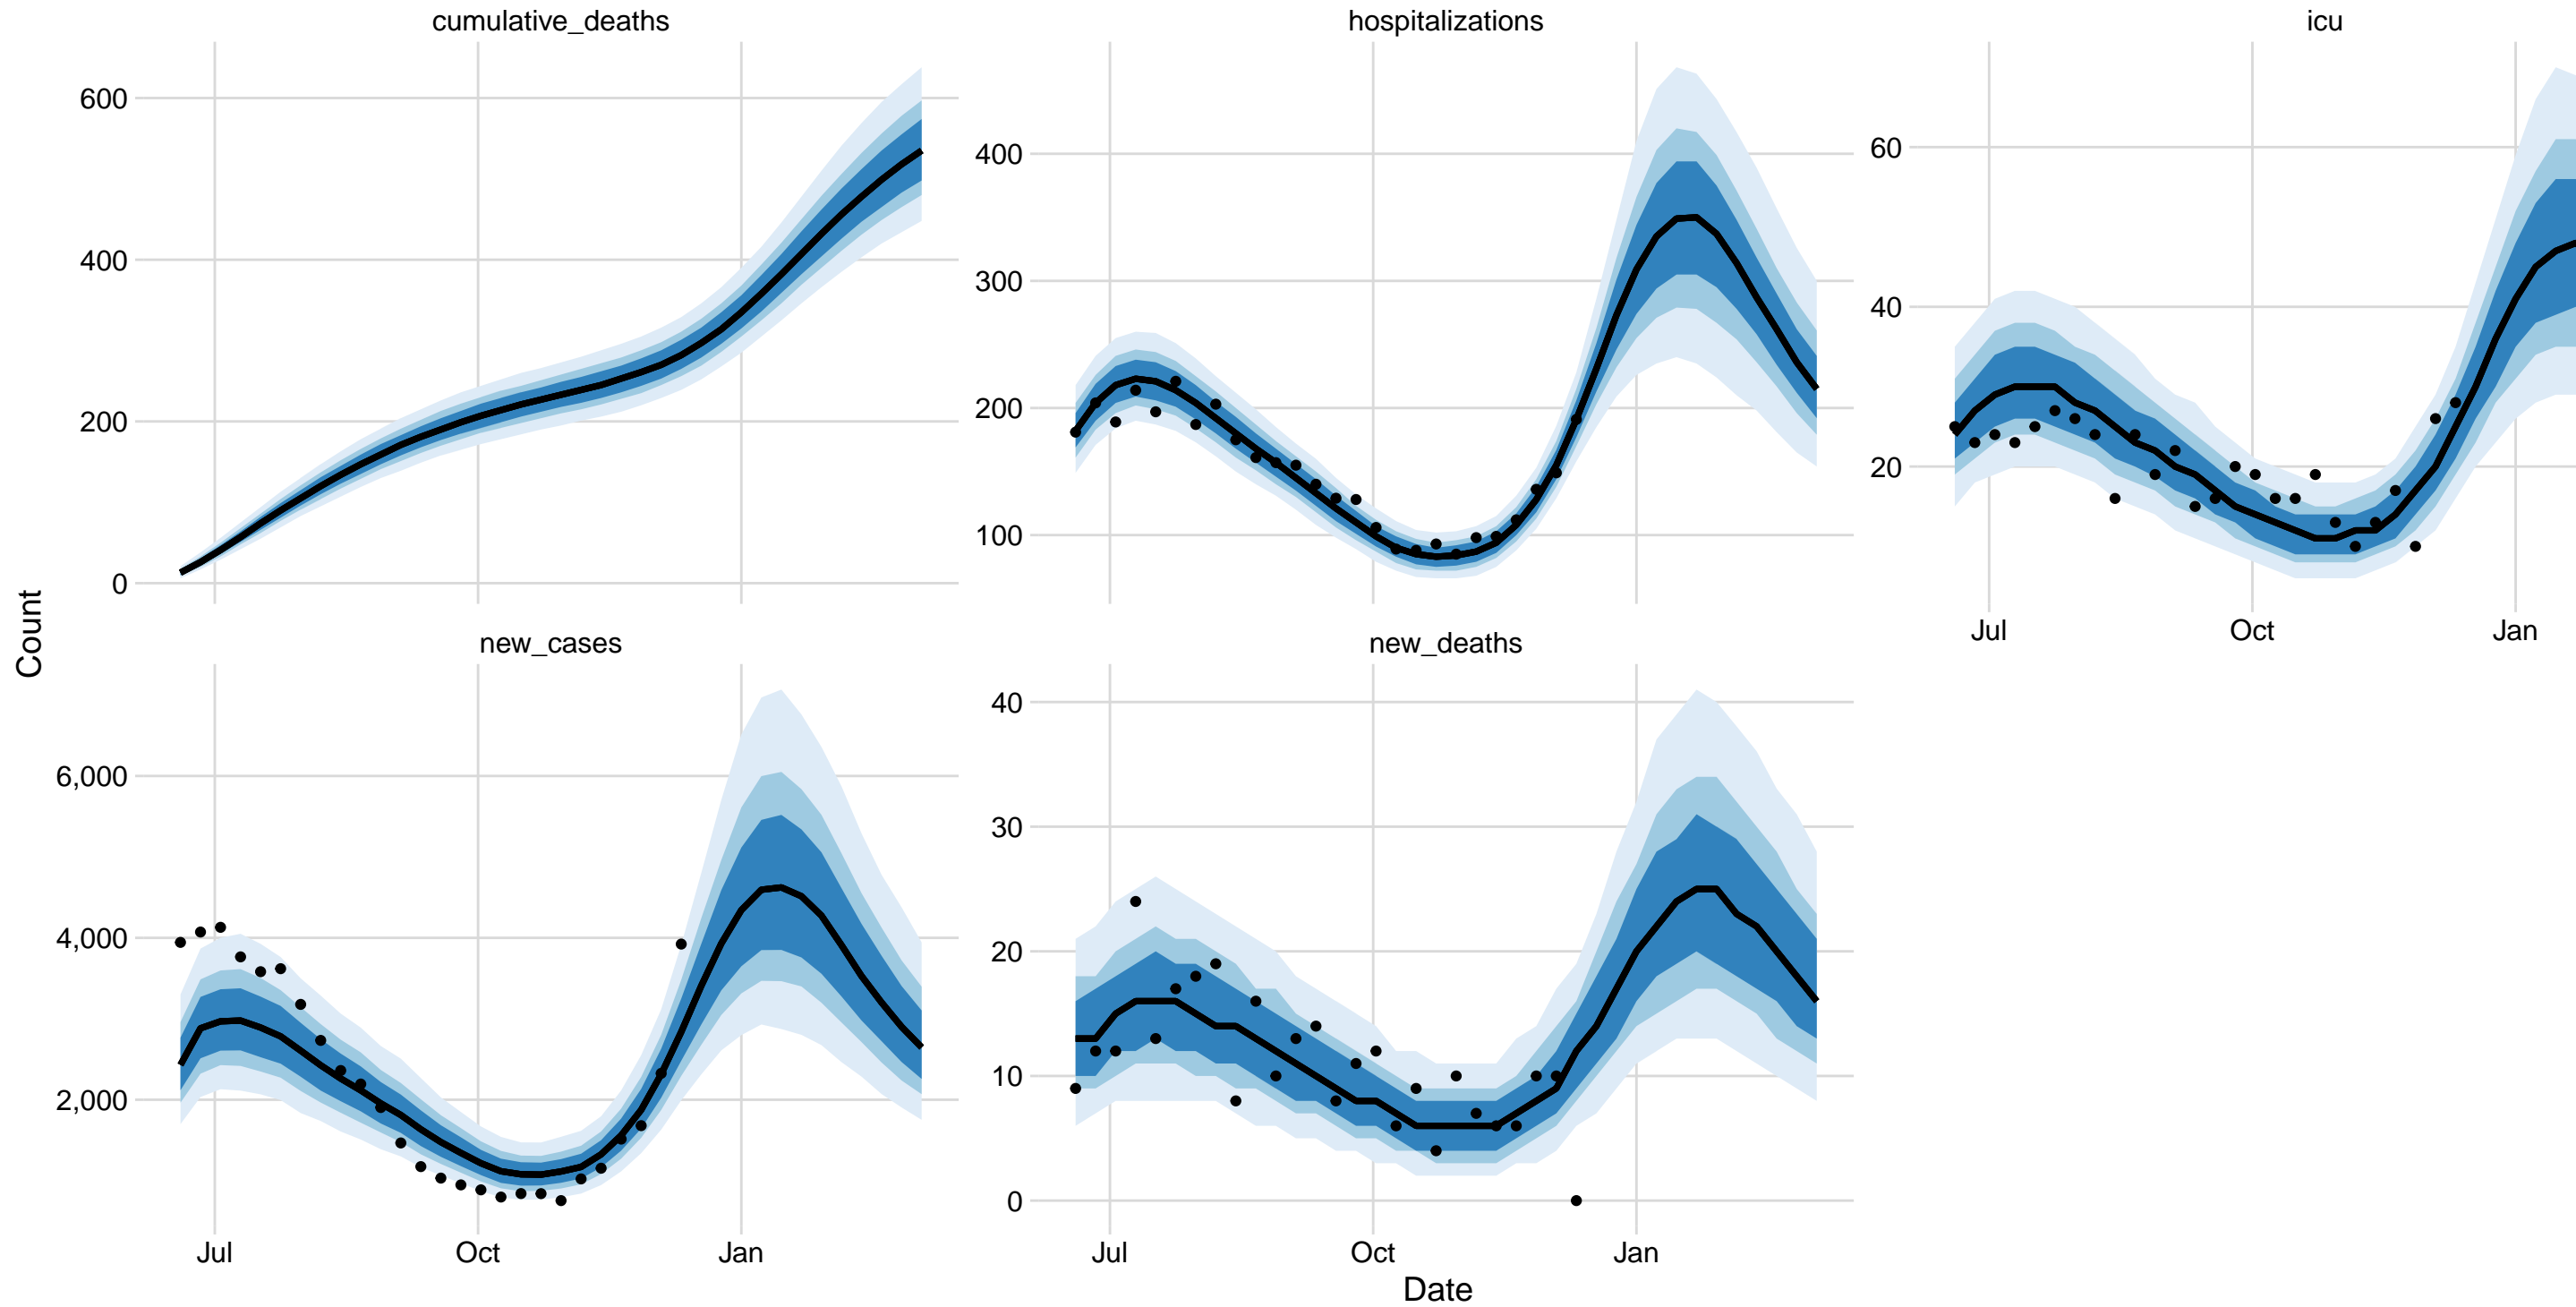 cumulative_deaths
hospitalizations
icu
600
400
200
0
400
300
200
100
60
40
20
Jul
Oct
Jan
Count
new_cases
new_deaths
6,000
4,000
2,000
40
30
20
10
0
Jul
Oct
Jan
Jul
Oct
Jan
Date